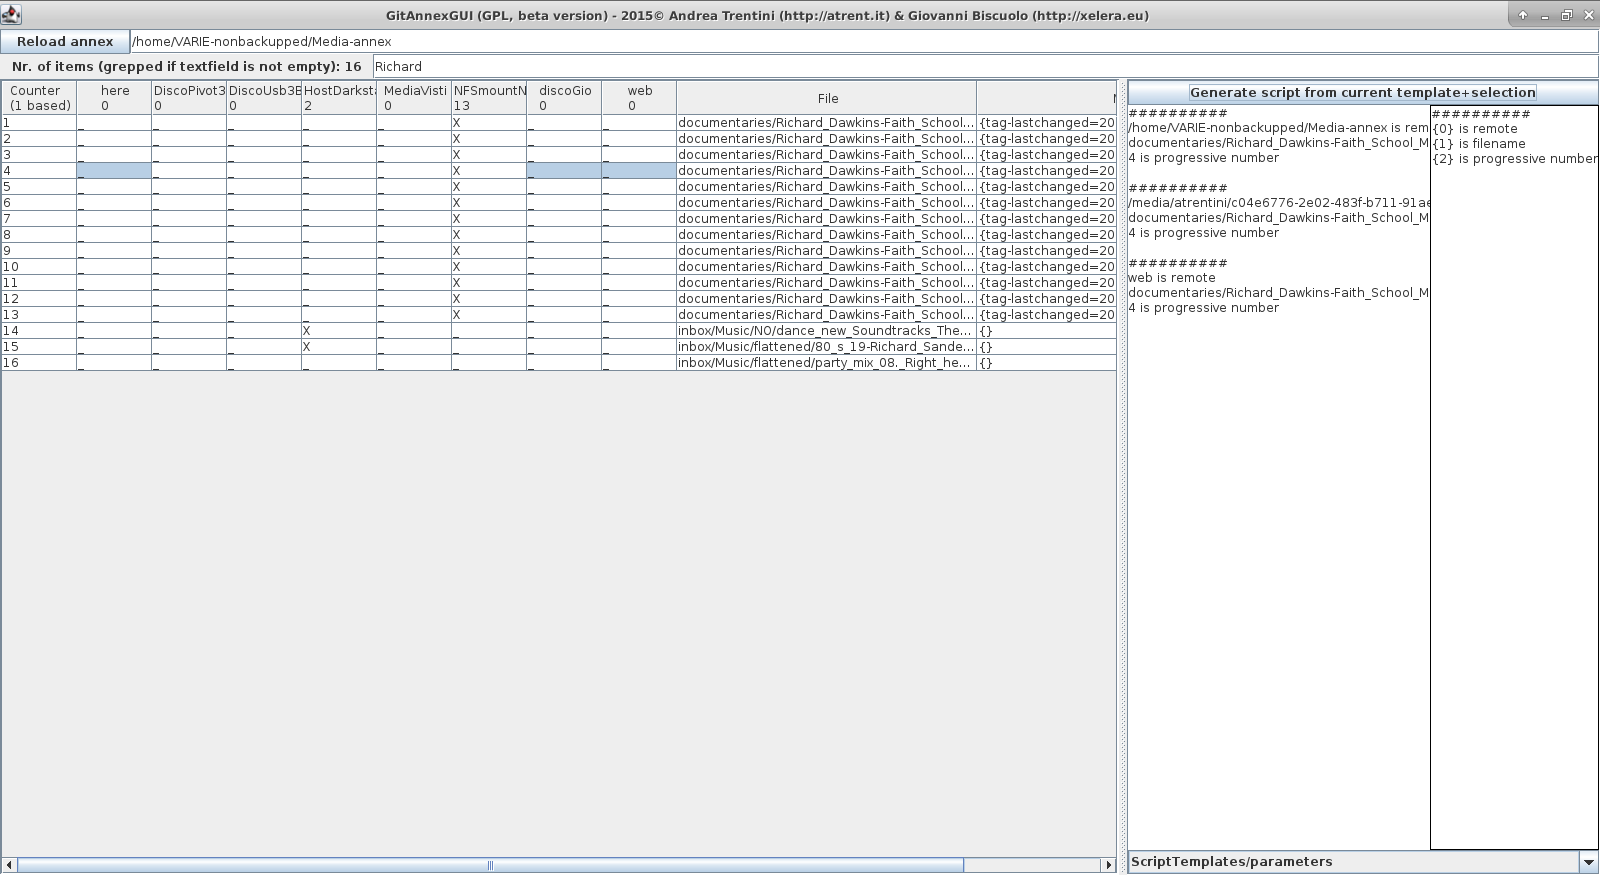 GitAnnexGUI (GPL, beta version) - 2015© Andrea Trentini (http://atrent.it) & Giovanni Biscuolo (http://xelera.eu)
Reload annex /home/VARIE-nonbackupped/Media-annex
Nr. of items (grepped if textfield is not empty): 16 Richard
Counter here DiscoPivot3 DiscoUsb3E HostDarksta MediaVisti NFSmountN discoGio web File
(1 based) 0 0 0 2 0 13 0 0
1 _ _ _ _ _ X _ _ documentaries/Richard_Dawkins-Faith_School... {tag-lastchanged=20
2 _ _ _ _ _ X _ _ documentaries/Richard_Dawkins-Faith_School... {tag-lastchanged=20
3 _ _ _ _ _ X _ _ documentaries/Richard_Dawkins-Faith_School... {tag-lastchanged=20
4 _ _ _ _ _ X _ _ documentaries/Richard_Dawkins-Faith_School... {tag-lastchanged=20
5 _ _ _ _ _ X _ _ documentaries/Richard_Dawkins-Faith_School... {tag-lastchanged=20
6 _ _ _ _ _ X _ _ documentaries/Richard_Dawkins-Faith_School... {tag-lastchanged=20
7 _ _ _ _ _ X _ _ documentaries/Richard_Dawkins-Faith_School... {tag-lastchanged=20
8 _ _ _ _ _ X _ _ documentaries/Richard_Dawkins-Faith_School... {tag-lastchanged=20
9 _ _ _ _ _ X _ _ documentaries/Richard_Dawkins-Faith_School... {tag-lastchanged=20
10 _ _ _ _ _ X _ _ documentaries/Richard_Dawkins-Faith_School... {tag-lastchanged=20
11 _ _ _ _ _ X _ _ documentaries/Richard_Dawkins-Faith_School... {tag-lastchanged=20
12 _ _ _ _ _ X _ _ documentaries/Richard_Dawkins-Faith_School... {tag-lastchanged=20
13 _ _ _ _ _ X _ _ documentaries/Richard_Dawkins-Faith_School... {tag-lastchanged=20
14 _ _ _ X _ _ _ _ inbox/Music/NO/dance_new_Soundtracks_The... {}
15 _ _ _ X _ _ _ _ inbox/Music/flattened/80_s_19-Richard_Sande... {}
16 _ _ _ _ _ _ _ _ inbox/Music/flattened/party_mix_08._Right_he... {}
Generate script from current template+selection
##########
/home/VARIE-nonbackupped/Media-annex is rem
documentaries/Richard_Dawkins-Faith_School_M
4 is progressive number
##########
/media/atrentini/c04e6776-2e02-483f-b711-91ae
documentaries/Richard_Dawkins-Faith_School_M
4 is progressive number
##########
web is remote
documentaries/Richard_Dawkins-Faith_School_M
4 is progressive number
##########
{0} is remote
{1} is filename
{2} is progressive number
ScriptTemplates/parameters